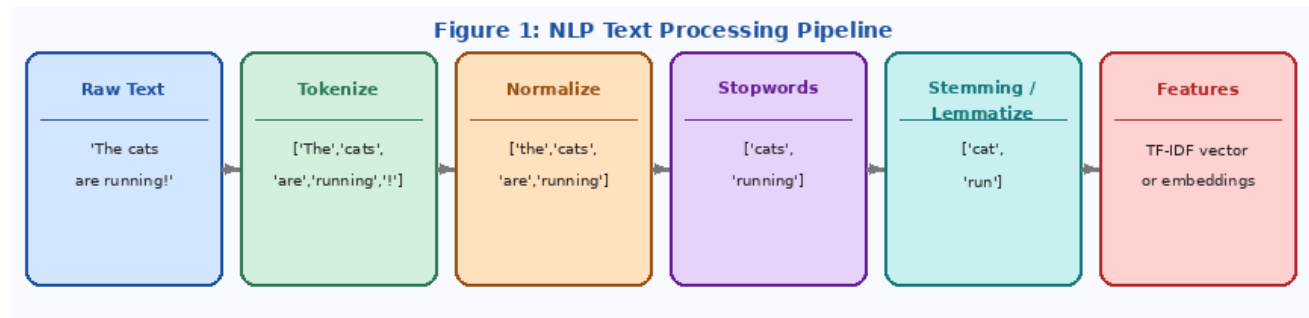 Figure 1: NLP Text Processing Pipeline
Raw Text
'The cats
are running!'
Tokenize
['The','cats',
'are','running','!']
Normalize
['the','cats',
'are','running']
Stopwords
['cats',
'running']
Stemming /
Lemmatize
['cat',
'run']
Features
TF-IDF vector
or embeddings